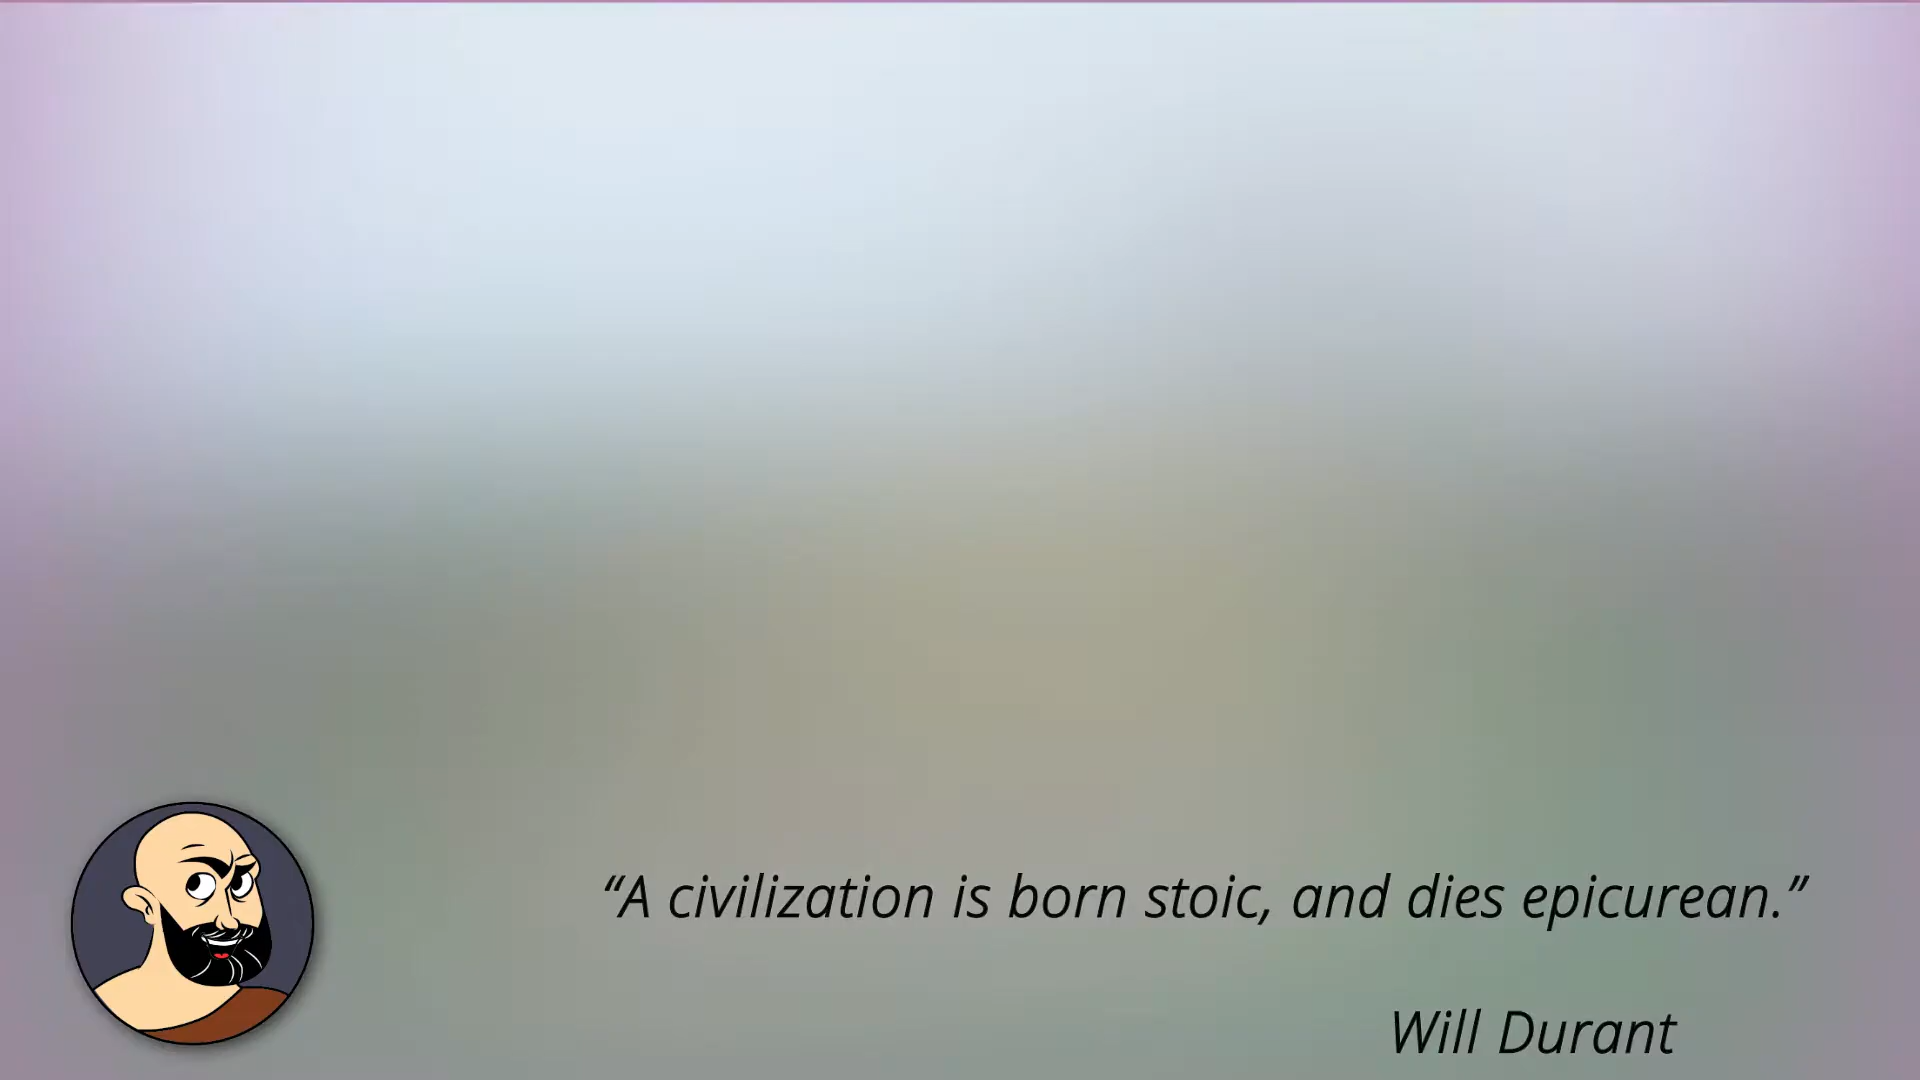 “A civilization is born stoic, and dies epicurean.”
Will Durant